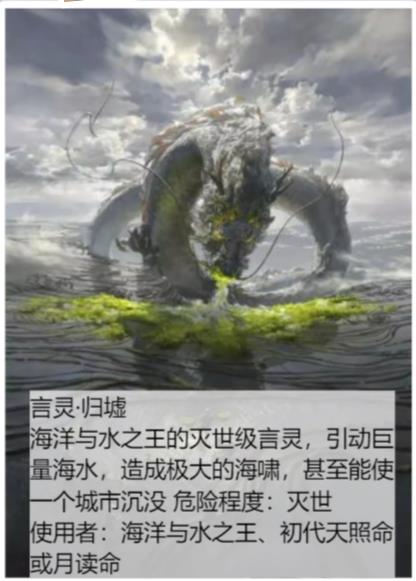 言灵·归墟
海洋与水之王的灭世级言灵，引动巨
量海水，造成极大的海啸，甚至能使
一个城市沉没 危险程度：灭世
使用者：海洋与水之王、初代天照命
或月读命